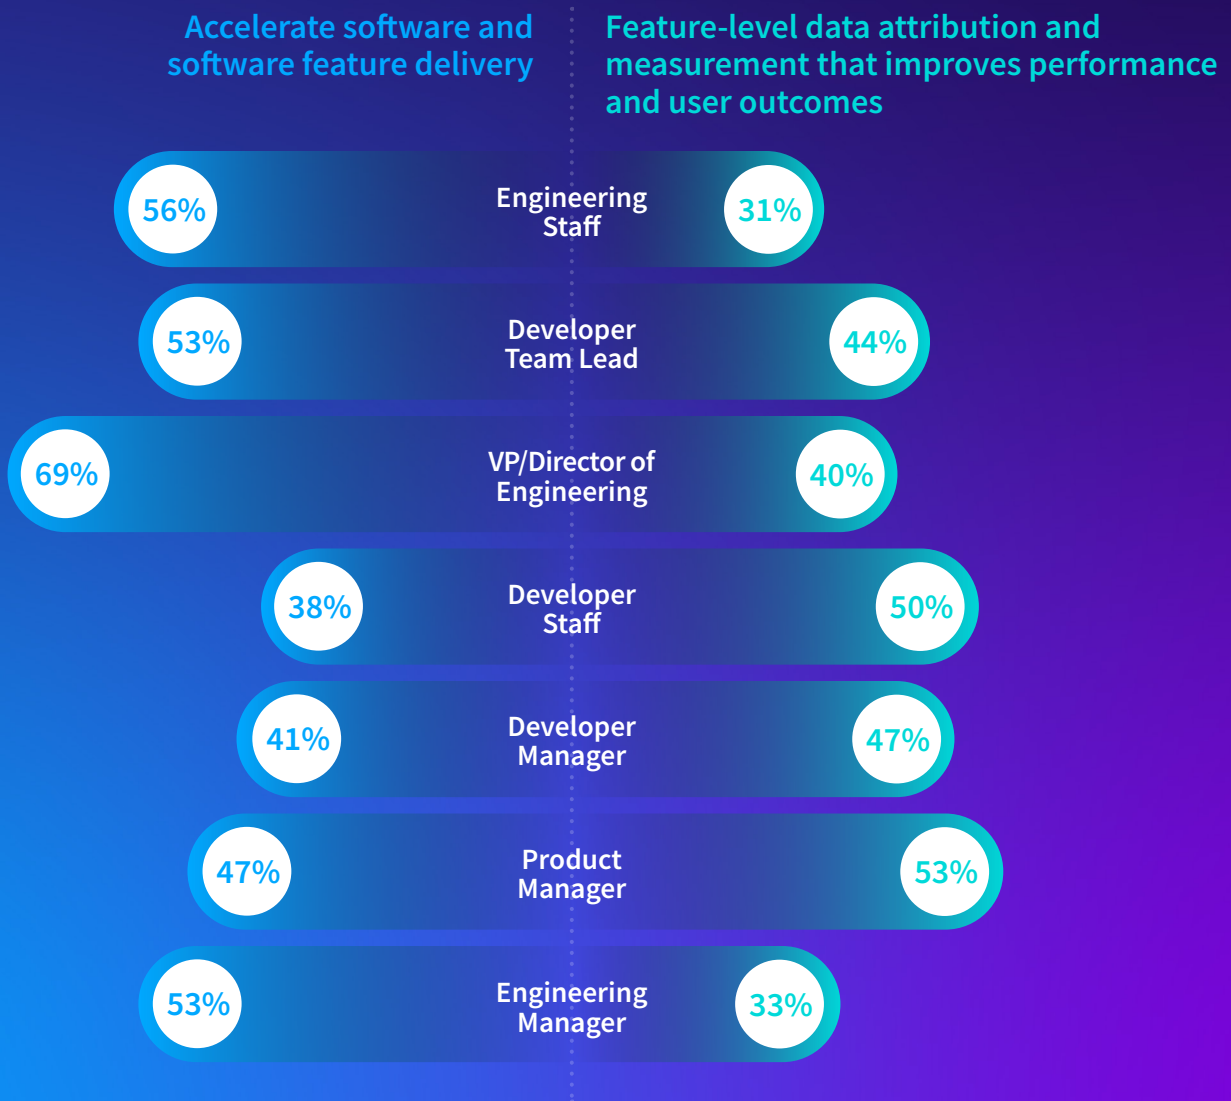 Accelerate software and
software feature delivery
Feature-level data attribution and
measurement that improves performance
and user outcomes
56%
Engineering
Staff
31%
53%
Developer
Team Lead
44%
69%
VP/Director of
Engineering
40%
38%
Developer
Staff
50%
41%
Developer
Manager
47%
47%
Product
Manager
53%
53%
Engineering
Manager
33%